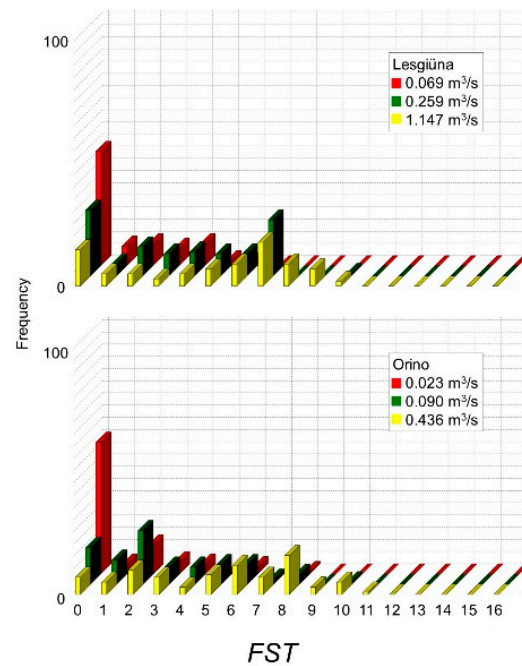 100
Lesgiüna
0.069 m³/s
0.259 m³/s
1.147 m³/s
0
Frequency
100
Orino
0.023 m³/s
0.090 m³/s
0.436 m³/s
0
0 1 2 3 4 5 6 7 8 9 10 11 12 13 14 15 16
FST